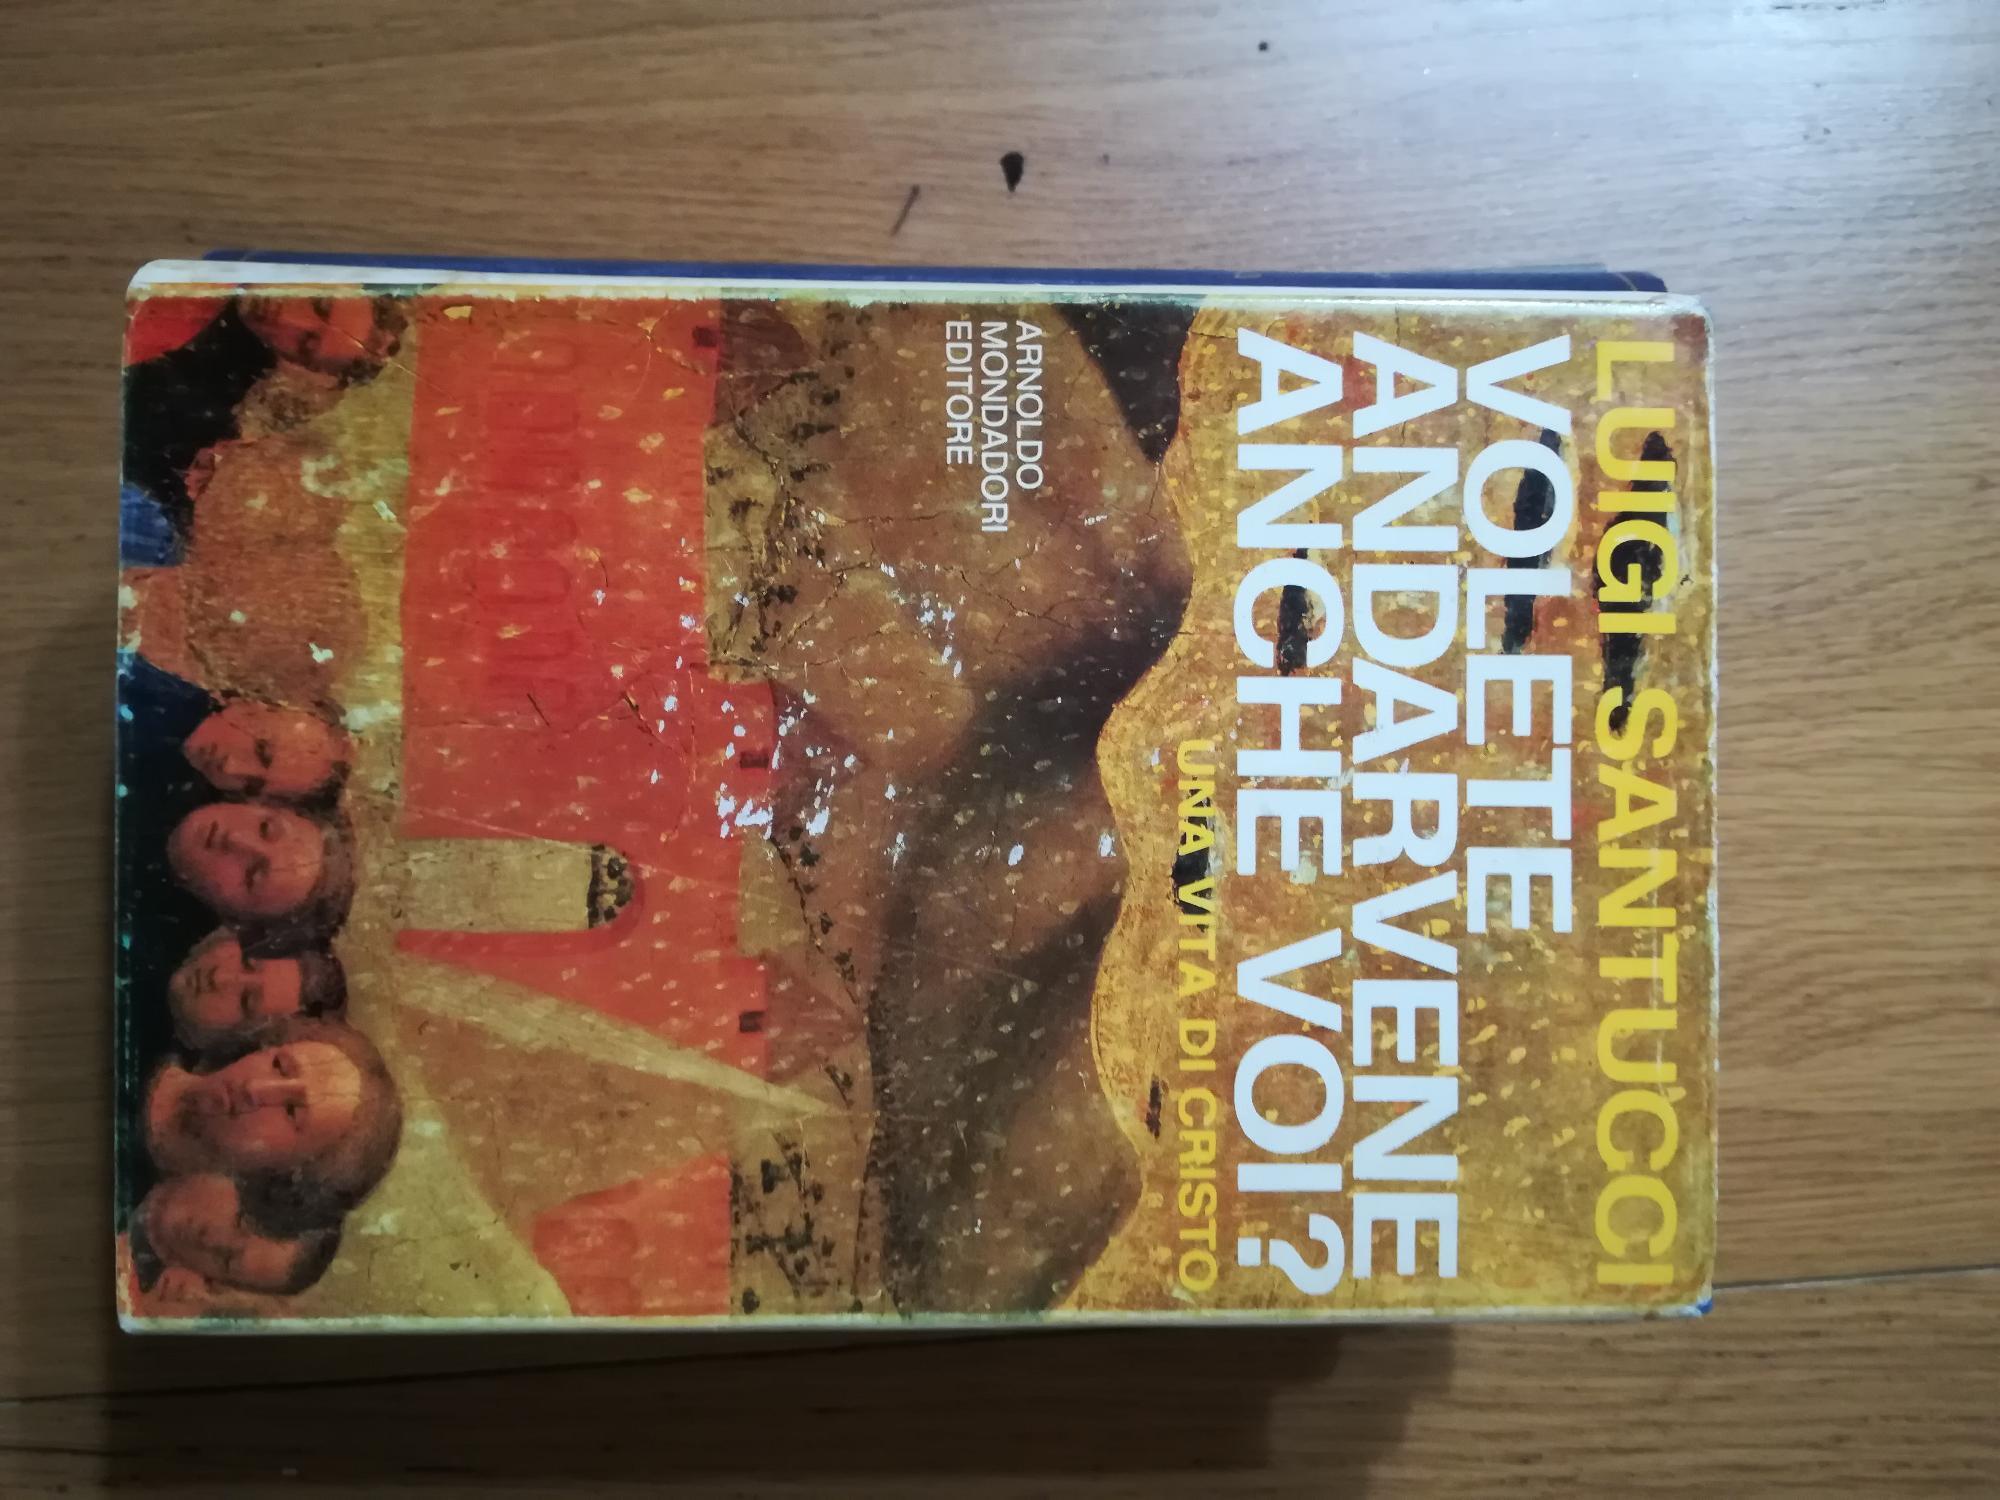 LUIGI SANTUCCI
VOLETE
ANDARVENE
ANCHE VOI?
UNA VITA DI CRISTO
ARNOLDO
MONDADORI
EDITORE